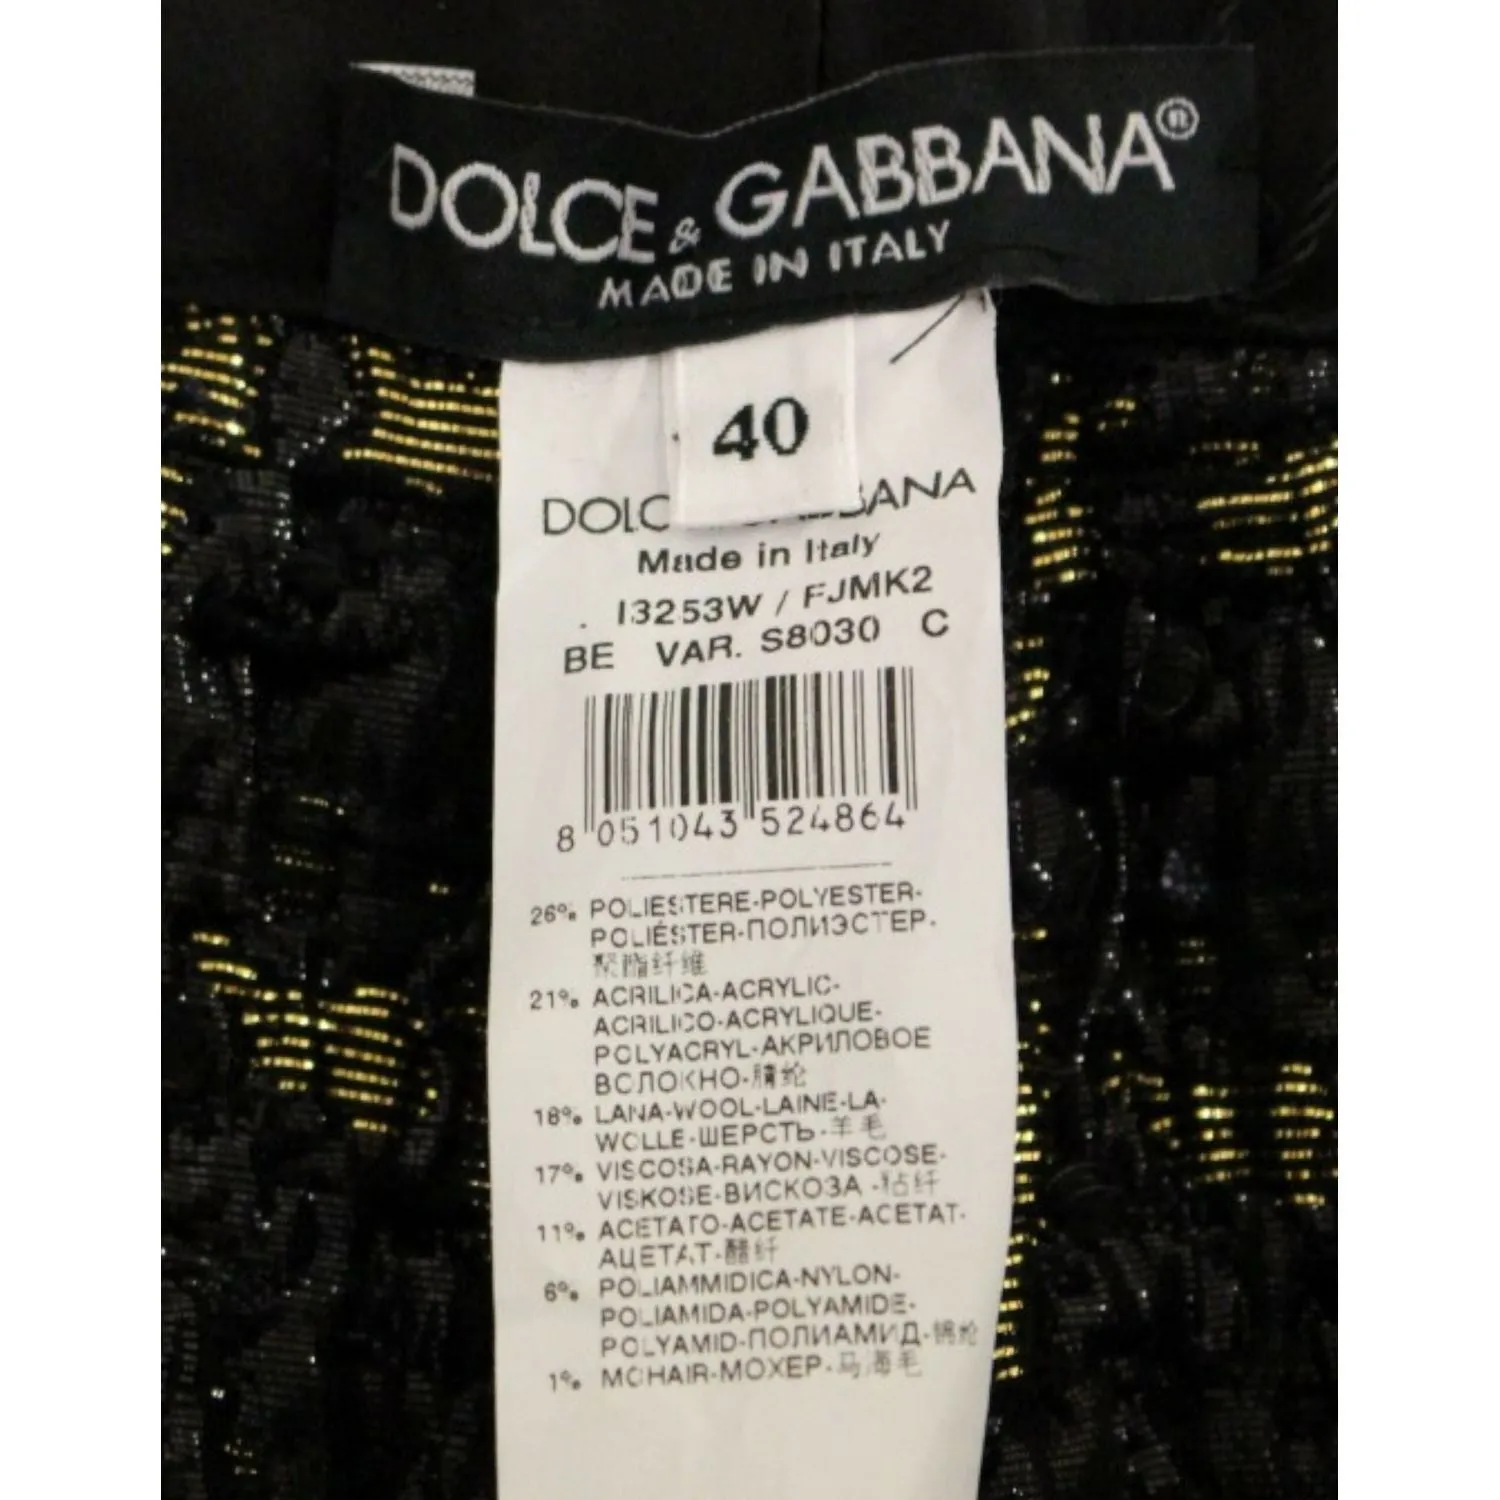 DOLCE & GABBANA®
MADE IN ITALY
40
DOLC BANA
Made in Italy
I3253W / FJMK2
BE VAR. S8030 C
8 051043 524864
26% POLIESTERE-POLYESTER-
POLIÉSTER-ПОЛИЭСТЕР-
聚酯纤维
21% ACRILICA-ACRYLIC-
ACRILICO-ACRYLIQUE-
POLYACRYL-АКРИЛОВОЕ
ВОЛОКНО-腈纶
18% LANA-WOOL-LAINE-LA-
WOLLE-ШЕРСТЬ-羊毛
17% VISCOSA-RAYON-VISCOSE-
VISKOSE-ВИСКОЗА-粘纤
11% ACETATO-ACETATE-ACETAT-
АЦЕТАТ-醋纤
6% POLIAMMIDICA-NYLON-
POLIAMIDA-POLYAMIDE-
POLYAMID-ПОЛИАМИД-锦纶
1% MOHAIR-МОХЕР-马海毛